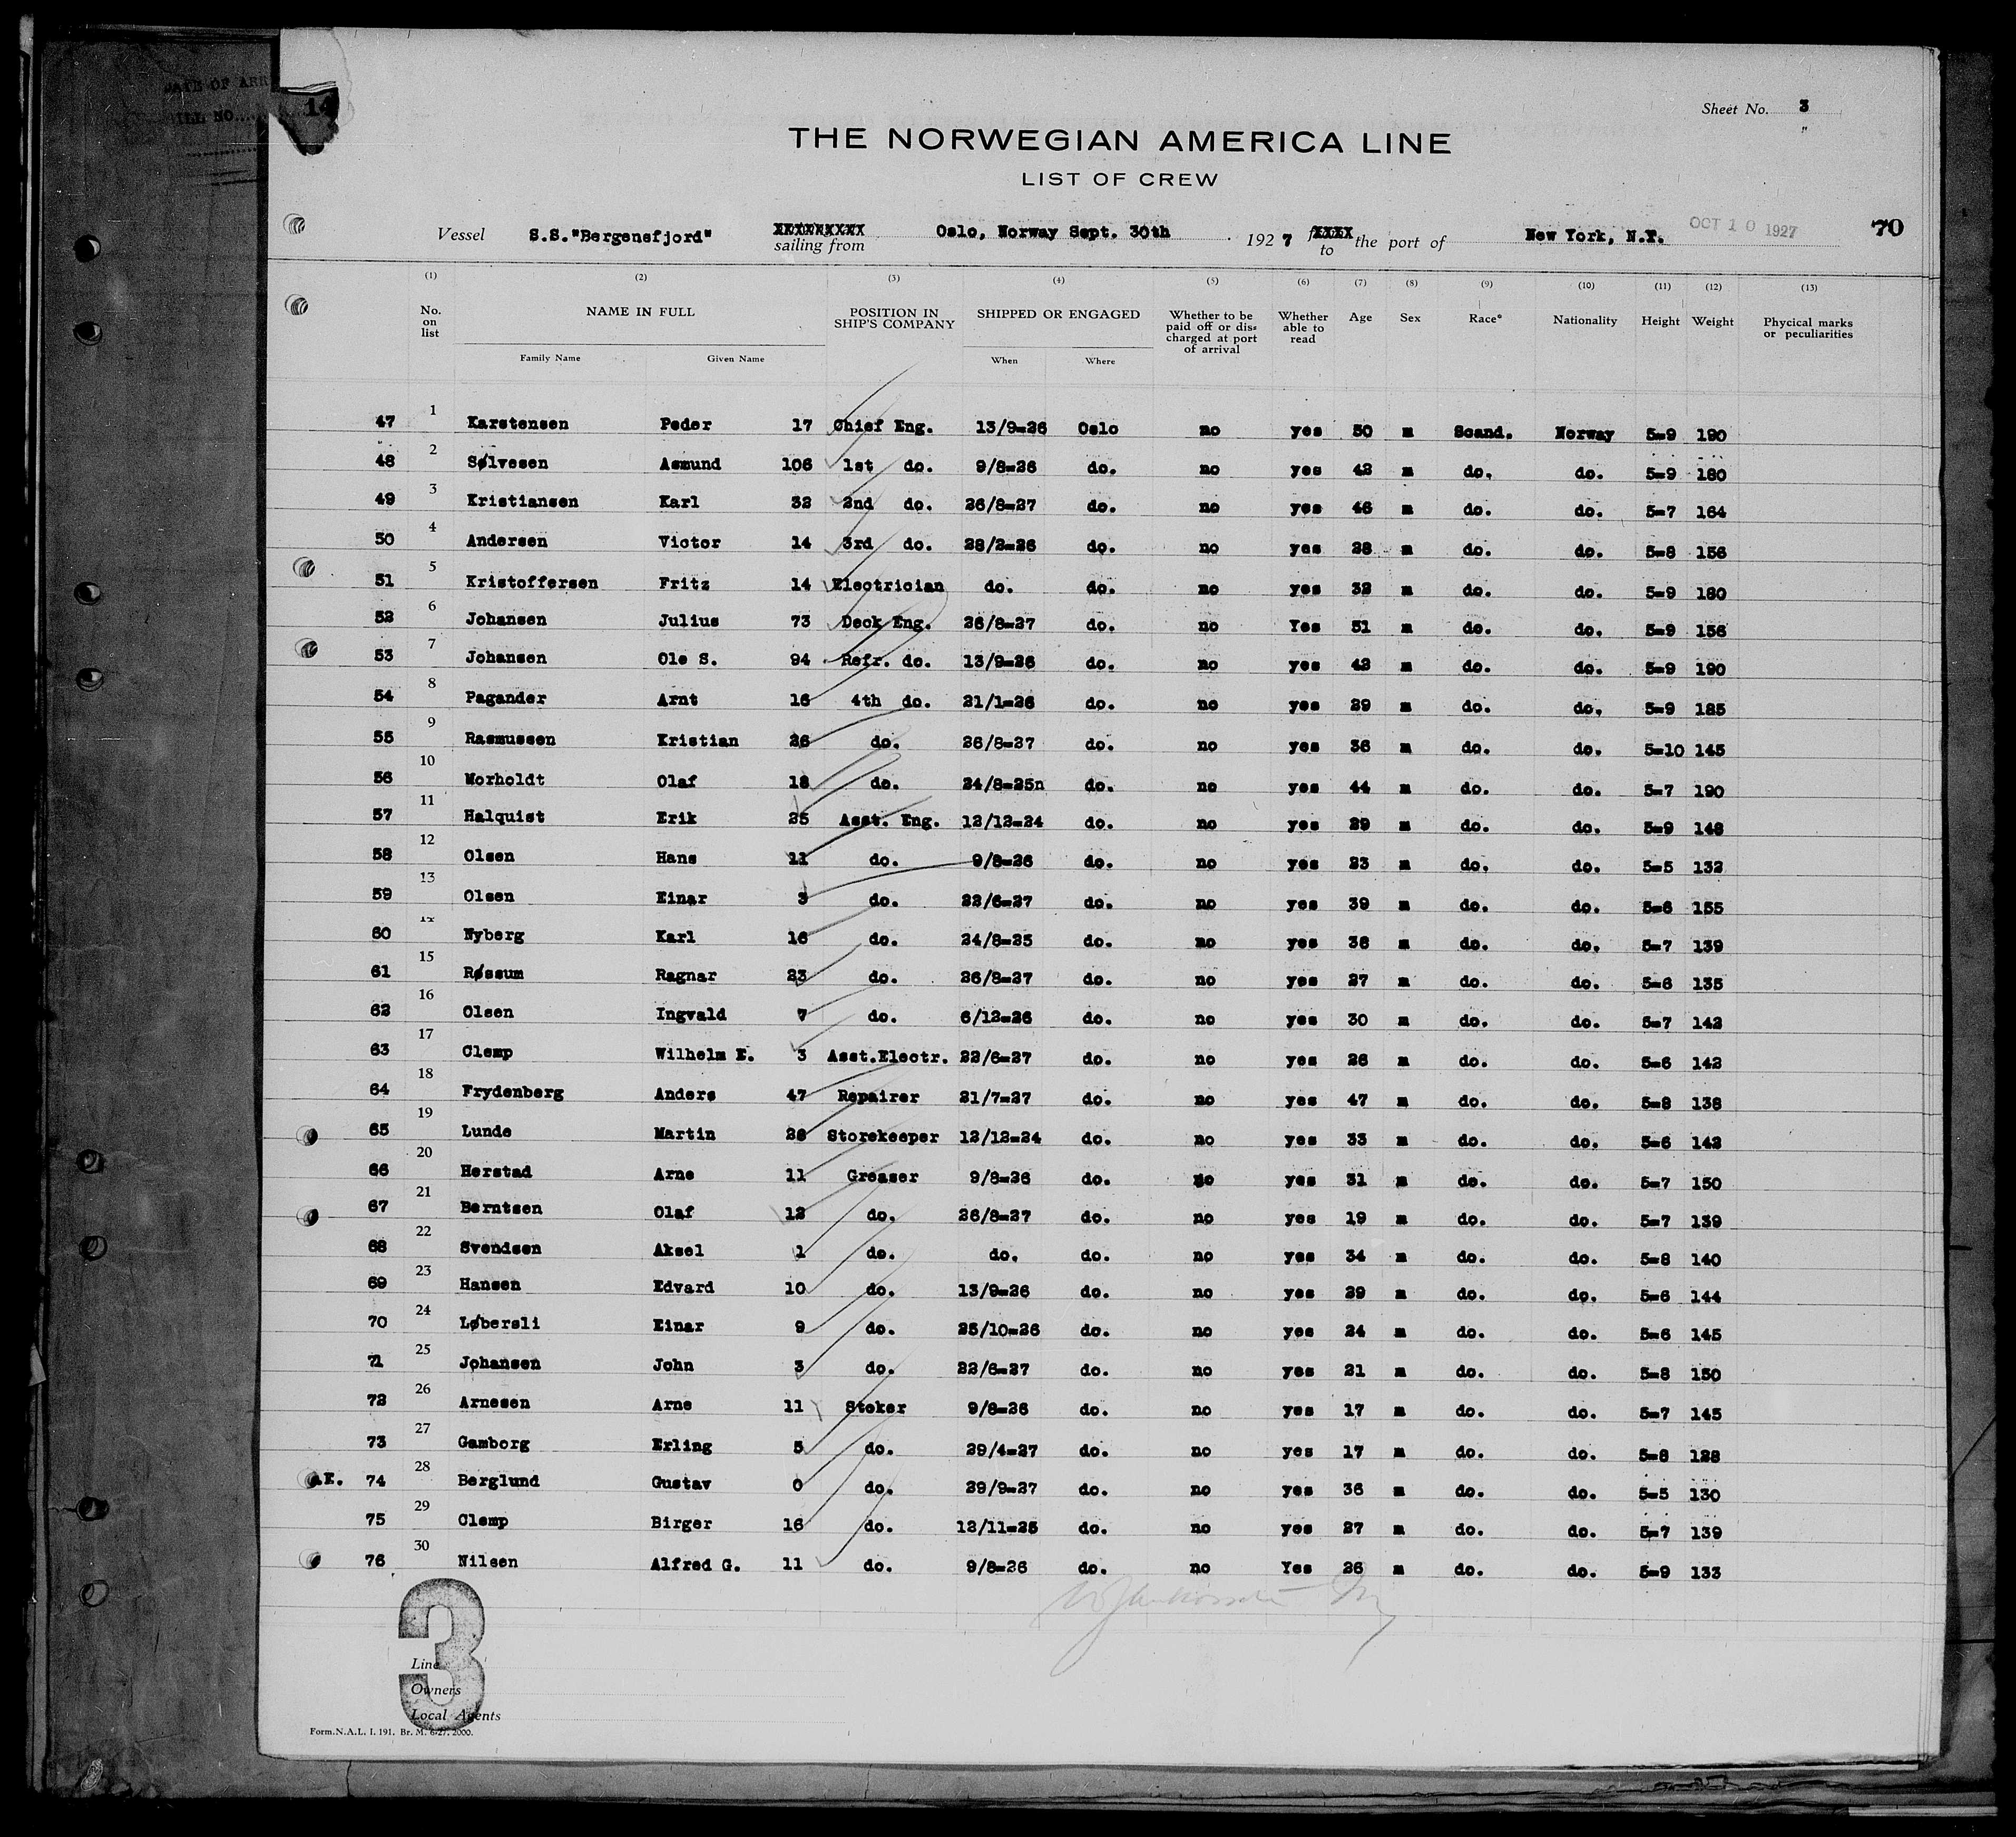 DATE OF ARR
ILL NO.....
14
Sheet No. 3
"
THE NORWEGIAN AMERICA LINE
LIST OF CREW
Vessel S.S."Bergensfjord" XXXXXXXXX sailing from Oslo, Norway Sept. 30th 1927 XXXX to the port of New York, N.Y. OCT 10 1927 70
(1) (2) (3) (4) (5) (6) (7) (8) (9) (10) (11) (12) (13)
No. on list NAME IN FULL POSITION IN SHIP'S COMPANY SHIPPED OR ENGAGED Whether to be paid off or discharged at port of arrival Whether able to read Age Sex Race* Nationality Height Weight Phycical marks or peculiarities
Family Name Given Name When Where
47 1 Karstensen Peder 17 Chief Eng. 13/9-26 Oslo no yes 50 m Scand. Norway 5-9 190
48 2 Sølvesen Asmund 106 1st do. 9/8-26 do. no yes 42 m do. do. 5-9 180
49 3 Kristiansen Karl 32 2nd do. 26/8-27 do. no yes 46 m do. do. 5-7 164
50 4 Andersen Victor 14 3rd do. 28/2-26 do. no yes 28 m do. do. 5-8 156
51 5 Kristoffersen Fritz 14 Electrician do. do. no yes 32 m do. do. 5-9 180
52 6 Johansen Julius 73 Deck Eng. 26/8-27 do. no Yes 51 m do. do. 5-9 156
53 7 Johansen Ole S. 94 Refr. do. 13/9-26 do. no yes 42 m do. do. 5-9 190
54 8 Pagander Arnt 16 4th do. 21/1-26 do. no yes 29 m do. do. 5-9 185
55 9 Rasmussen Kristian 26 do. 26/8-27 do. no yes 36 m do. do. 5-10 145
56 10 Morholdt Olaf 18 do. 24/8-25n do. no yes 44 m do. do. 5-7 190
57 11 Halquist Erik 25 Asst. Eng. 12/12-24 do. no yes 29 m do. do. 5-9 148
58 12 Olsen Hans 11 do. 9/8-26 do. no yes 23 m do. do. 5-5 132
59 13 Olsen Einar 3 do. 22/6-27 do. no yes 39 m do. do. 5-6 155
60 14 Nyberg Karl 16 do. 24/8-25 do. no yes 36 m do. do. 5-7 139
61 15 Røssum Ragnar 23 do. 26/8-27 do. no yes 27 m do. do. 5-6 135
62 16 Olsen Ingvald 7 do. 6/12-26 do. no yes 30 m do. do. 5-7 142
63 17 Clemp Wilhelm E. 3 Asst.Electr. 22/6-27 do. no yes 26 m do. do. 5-6 142
64 18 Frydenberg Anders 47 Repairer 21/7-27 do. no yes 47 m do. do. 5-8 138
65 19 Lunde Martin 28 Storekeeper 12/12-24 do. no yes 33 m do. do. 5-6 142
66 20 Herstad Arne 11 Greaser 9/8-26 do. no yes 31 m do. do. 5-7 150
67 21 Berntsen Olaf 12 do. 26/8-27 do. no yes 19 m do. do. 5-7 139
68 22 Svendsen Aksel 1 do. do. do. no yes 34 m do. do. 5-8 140
69 23 Hansen Edvard 10 do. 13/9-26 do. no yes 29 m do. do. 5-6 144
70 24 Løbersli Einar 9 do. 25/10-26 do. no yes 24 m do. do. 5-6 145
71 25 Johansen John 3 do. 22/6-27 do. no yes 21 m do. do. 5-8 150
72 26 Arnesen Arne 11 Stoker 9/8-26 do. no yes 17 m do. do. 5-7 145
73 27 Gamborg Erling 5 do. 29/4-27 do. no yes 17 m do. do. 5-8 128
74 28 Berglund Gustav 0 do. 29/9-27 do. no yes 36 m do. do. 5-5 130
75 29 Clemp Birger 16 do. 12/11-25 do. no yes 27 m do. do. 5-7 139
76 30 Nilsen Alfred G. 11 do. 9/8-26 do. no Yes 26 m do. do. 5-9 133
3
Line
Owners
Local Agents
Form.N.A.L. I. 191. Br. M. 6-27. 2000.